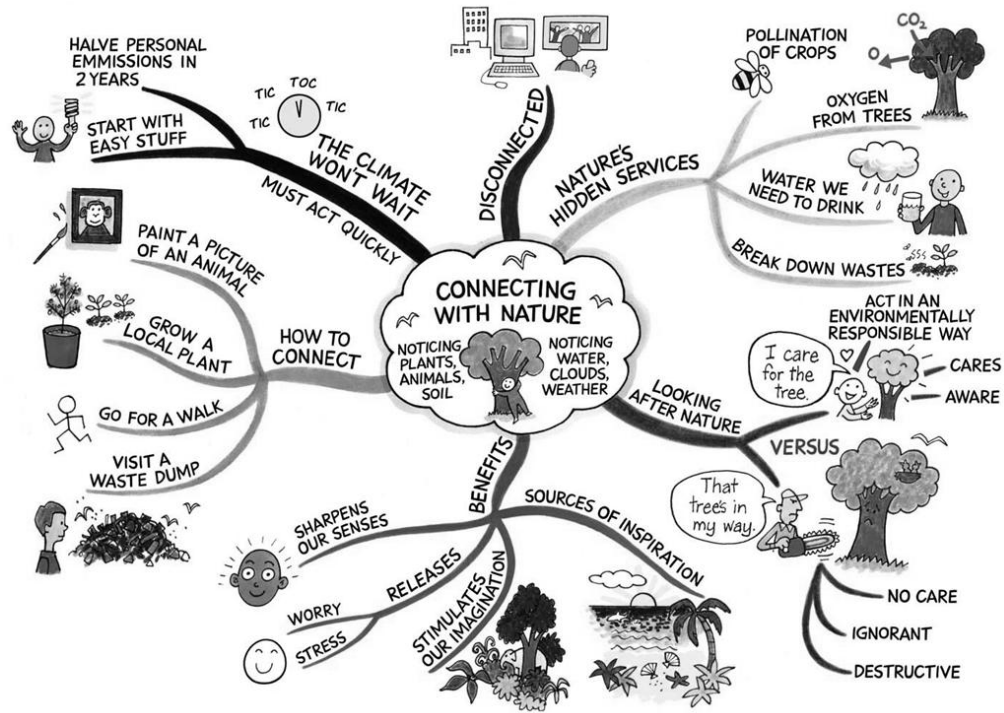 CONNECTING
WITH NATURE
NOTICING
PLANTS,
ANIMALS,
SOIL
NOTICING
WATER,
CLOUDS,
WEATHER
DISCONNECTED
NATURE'S
HIDDEN SERVICES
POLLINATION
OF CROPS
CO2
O
OXYGEN
FROM TREES
WATER WE
NEED TO DRINK
BREAK DOWN WASTES
LOOKING
AFTER NATURE
ACT IN AN
ENVIRONMENTALLY
RESPONSIBLE WAY
I care
for the
tree.
CARES
AWARE
VERSUS
That
tree's in
my way.
NO CARE
IGNORANT
DESTRUCTIVE
BENEFITS
SOURCES OF INSPIRATION
STIMULATES
OUR IMAGINATION
RELEASES
WORRY
STRESS
SHARPENS
OUR SENSES
HOW TO
CONNECT
PAINT A PICTURE
OF AN ANIMAL
GROW A
LOCAL PLANT
GO FOR A WALK
VISIT A
WASTE DUMP
THE CLIMATE
WON'T WAIT
MUST ACT QUICKLY
TIC
TIC
TOC
TIC
HALVE PERSONAL
EMMISSIONS IN
2 YEARS
START WITH
EASY STUFF